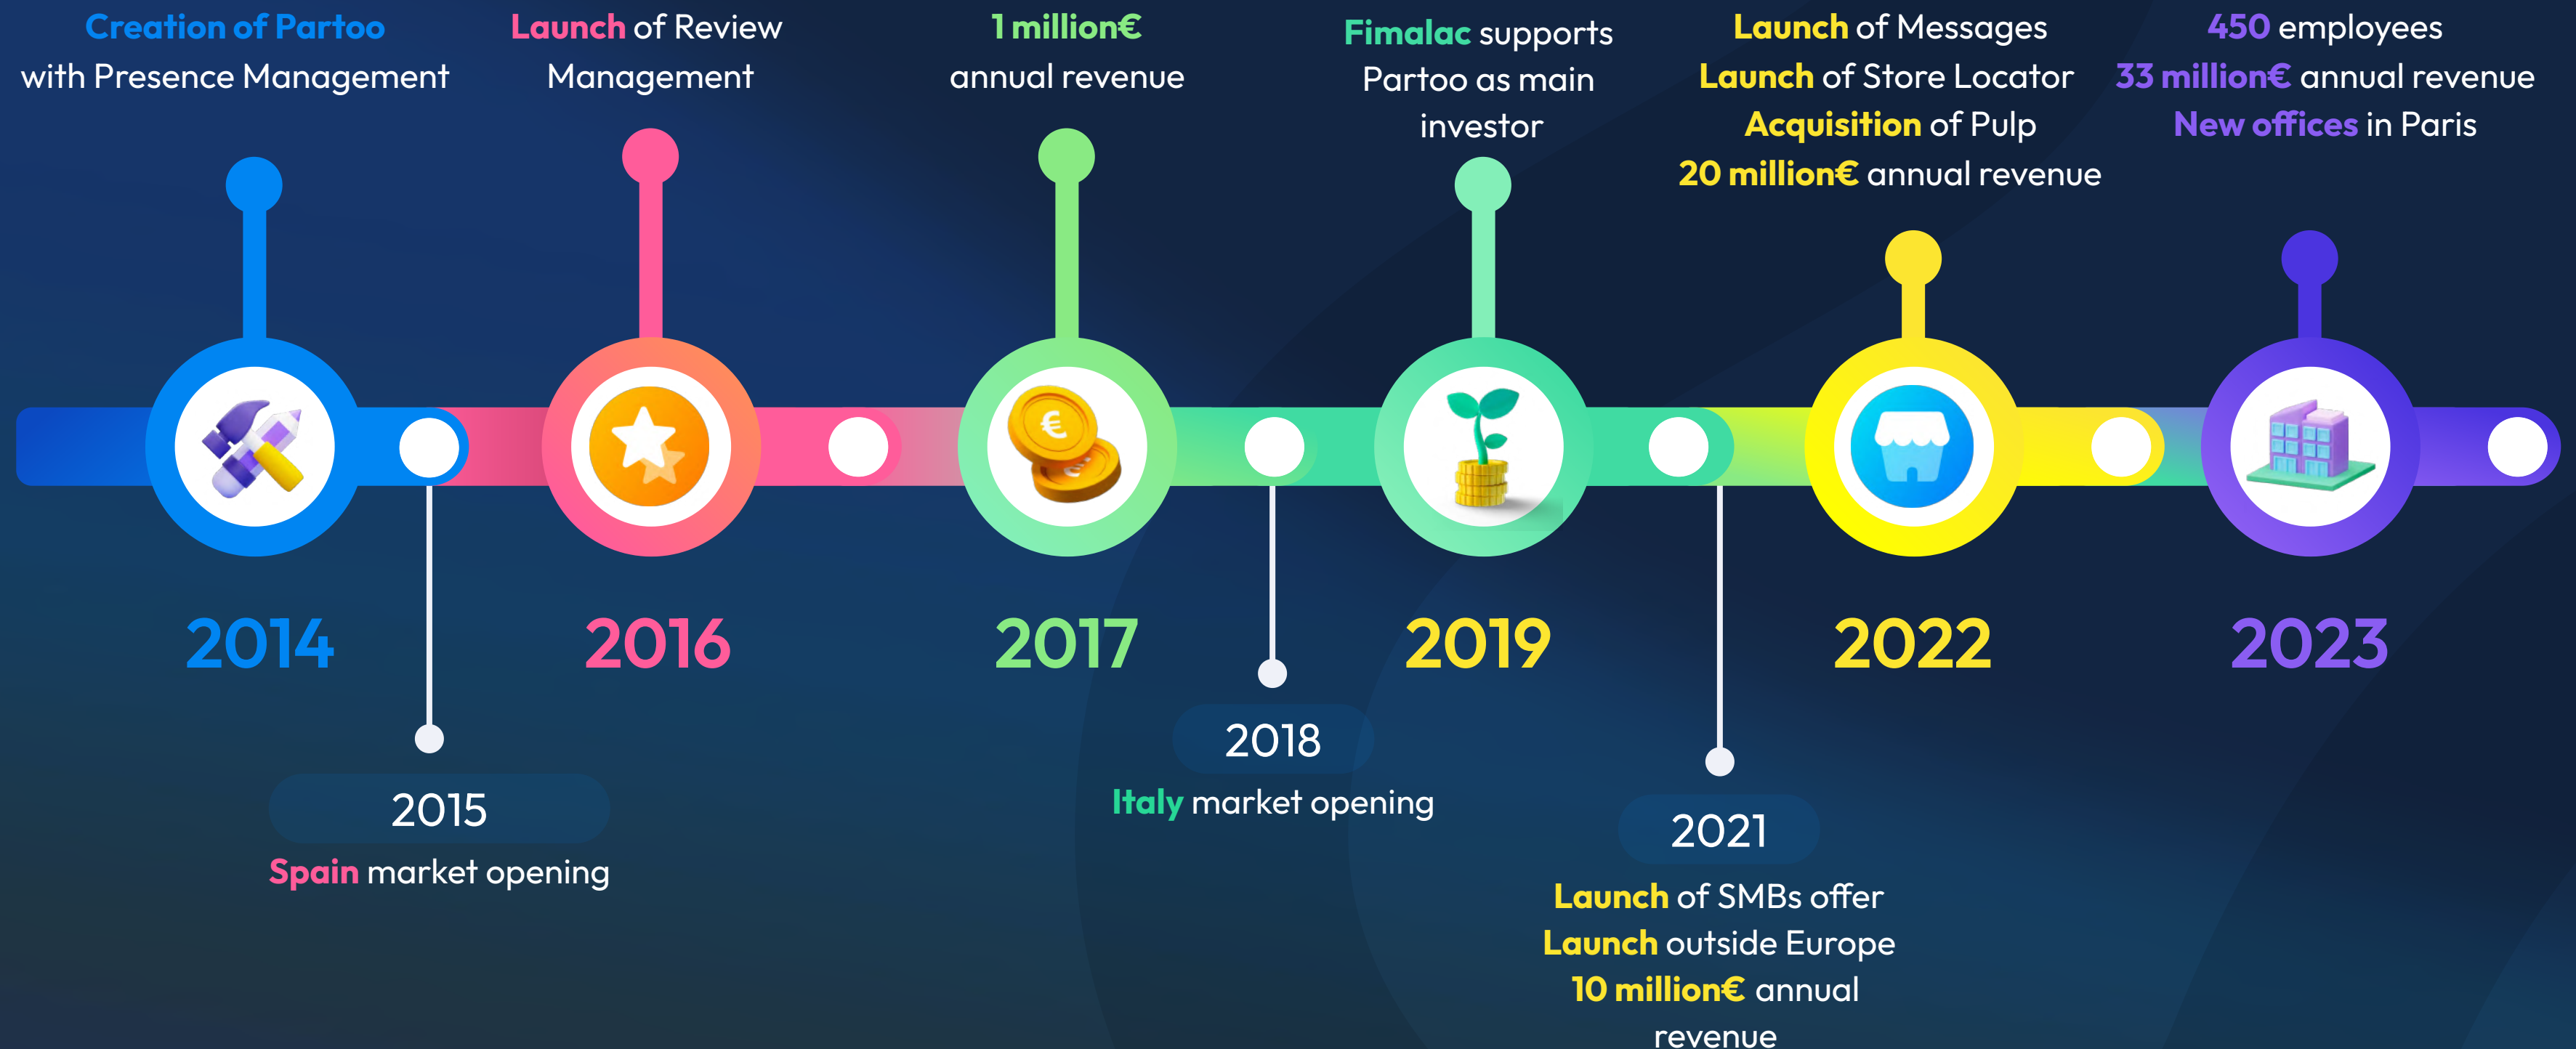 Creation of Partoo
with Presence Management
Launch of Review
Management
1 million€
annual revenue
Fimalac supports
Partoo as main
investor
Launch of Messages
Launch of Store Locator
Acquisition of Pulp
20 million€ annual revenue
450 employees
33 million€ annual revenue
New offices in Paris
€
2014
2016
2017
2019
2022
2023
2015
Spain market opening
2018
Italy market opening
2021
Launch of SMBs offer
Launch outside Europe
10 million€ annual
revenue